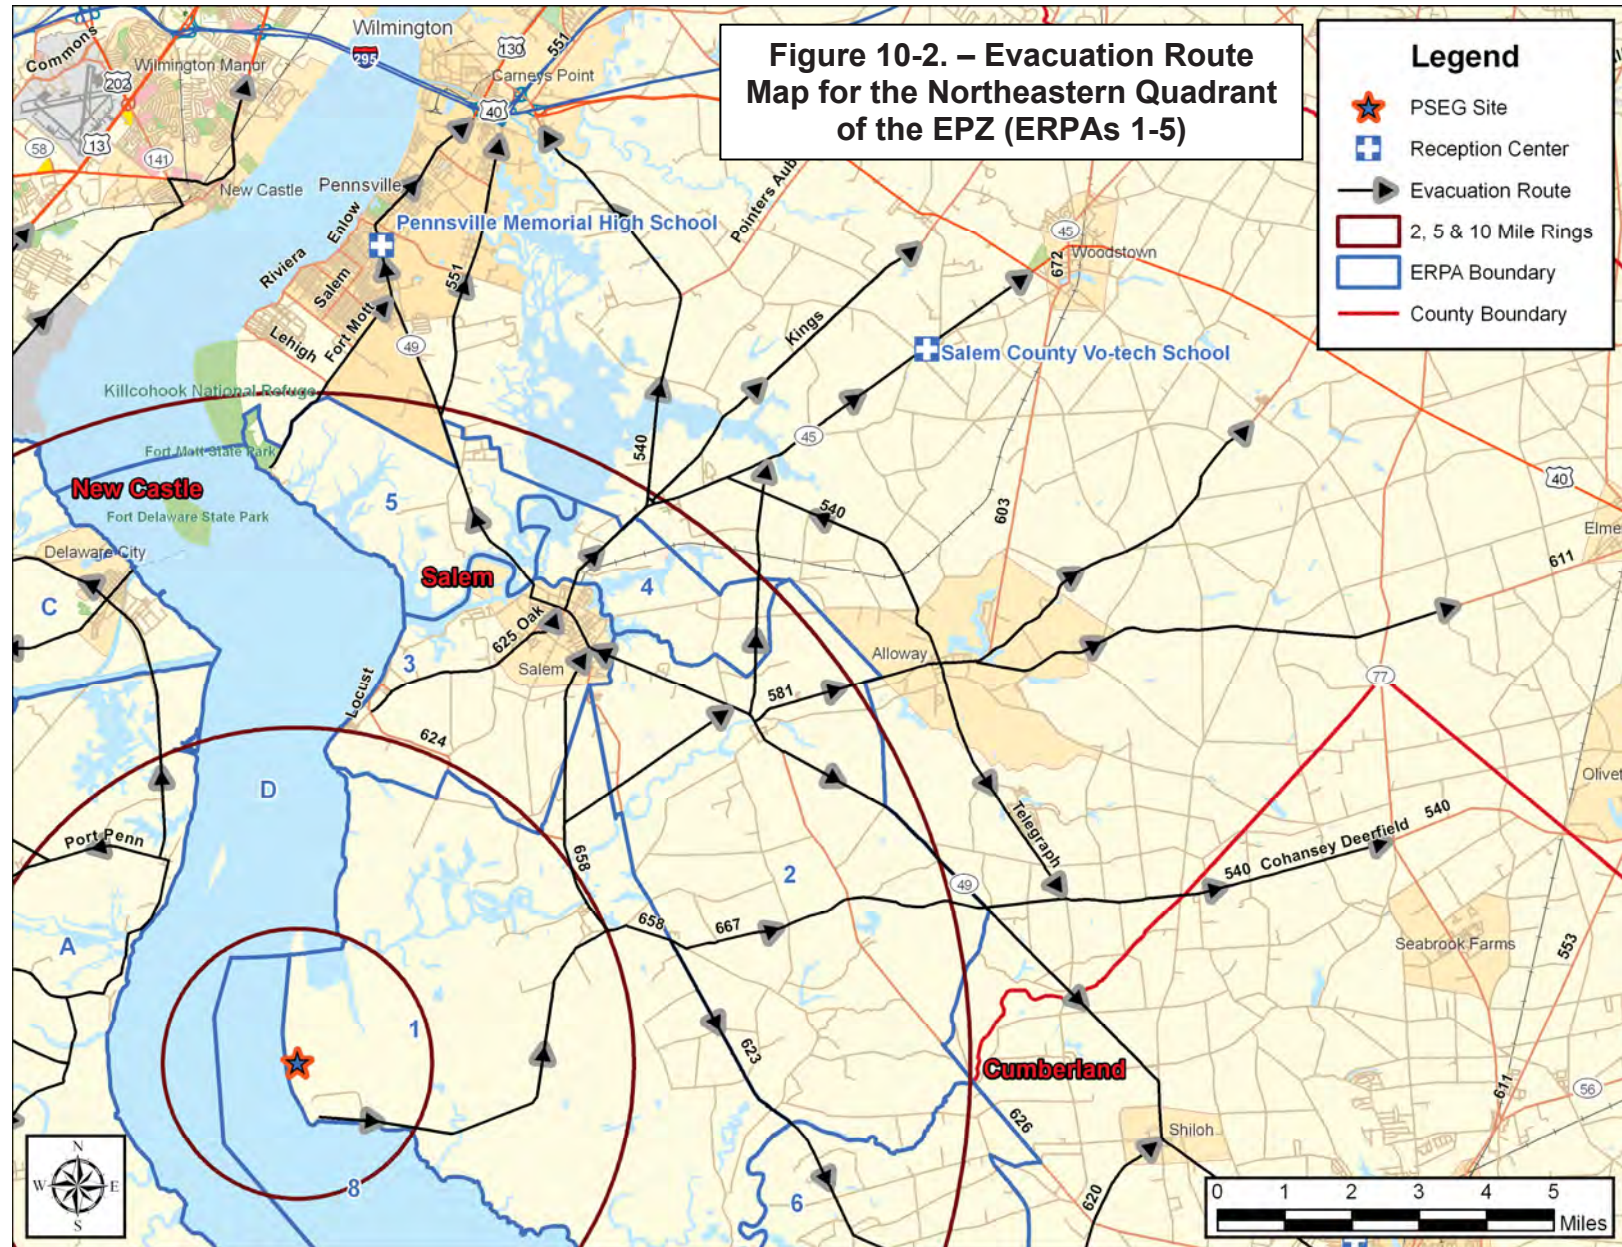 Figure 10-2. – Evacuation Route
Map for the Northeastern Quadrant
of the EPZ (ERPAs 1-5)
Legend
PSEG Site
Reception Center
Evacuation Route
2, 5 & 10 Mile Rings
ERPA Boundary
County Boundary
Wilmington
Commons
295
130
551
Wilmington Manor
202
Carneys Point
40
13
58
141
New Castle
Pennsville
Pointers Aub
Enlow
Pennsville Memorial High School
45
672
Woodstown
Riviera
Salem
551
Kings
Fort Mott
Lehigh
49
Salem County Vo-tech School
Killcohook National Refuge
45
540
Fort Mott State Park
New Castle
5
40
Fort Delaware State Park
540
603
Elme
Delaware City
611
Salem
4
C
625 Oak
3
Salem
Alloway
Locust
581
77
624
D
Olivet
Port Penn
Telegraph
540
658
540 Cohansey Deerfield
2
49
658
667
A
Seabrook Farms
553
1
623
Cumberland
626
611
56
Shiloh
8
6
620
N
W
E
S
0 1 2 3 4 5
Miles